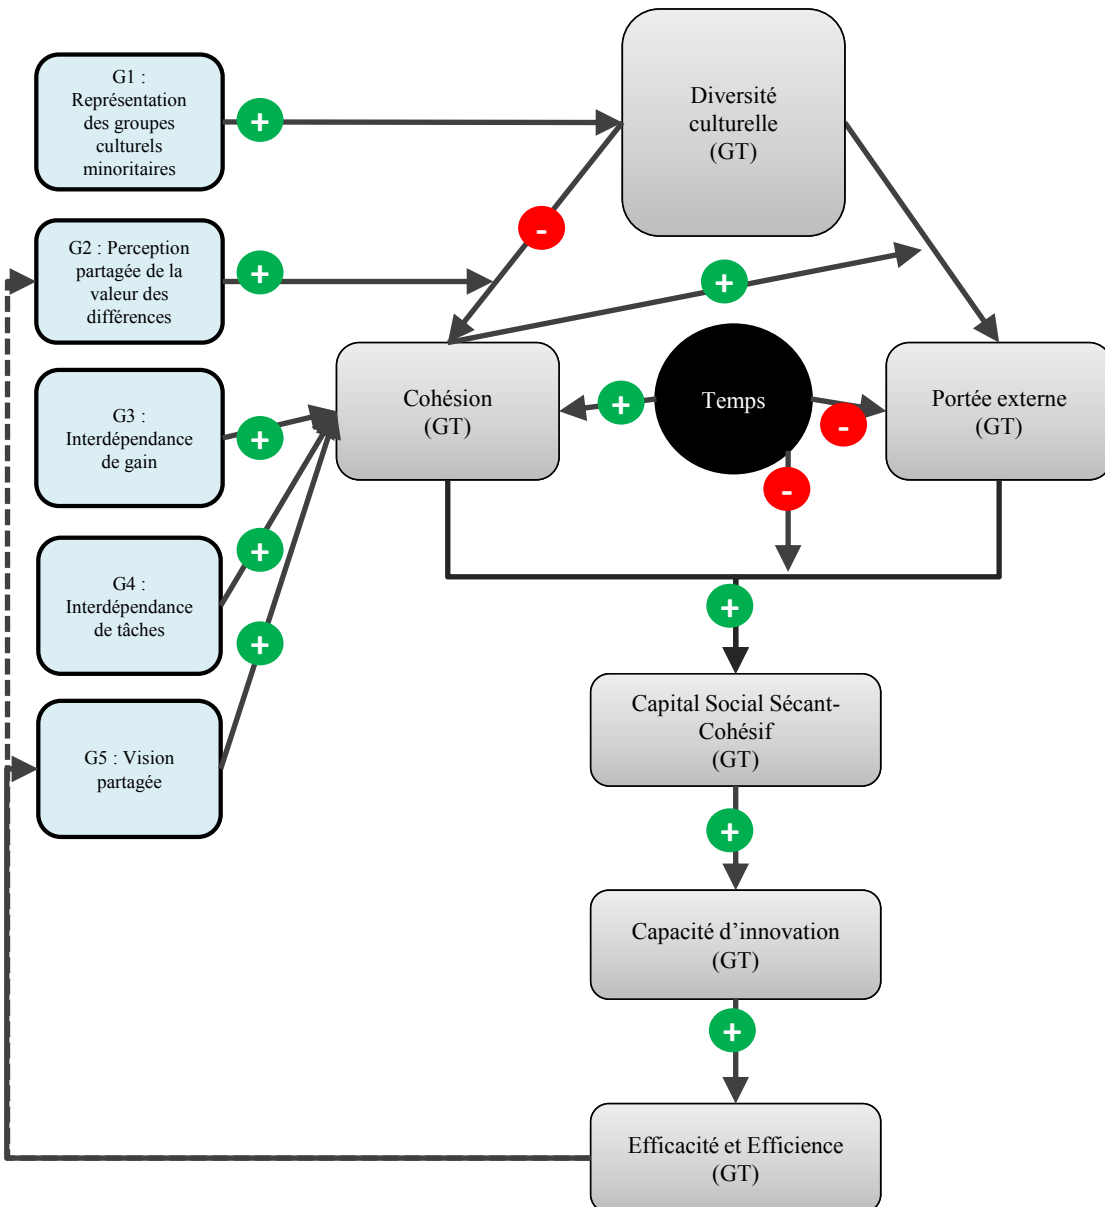 G1 :
Représentation
des groupes
culturels
minoritaires
+
Diversité
culturelle
(GT)
-
G2 : Perception
partagée de la
valeur des
différences
+
+
Cohésion
(GT)
+
Temps
-
Portée externe
(GT)
G3 :
Interdépendance
de gain
+
-
G4 :
Interdépendance
de tâches
+
+
G5 : Vision
partagée
+
Capital Social Sécant-
Cohésif
(GT)
+
Capacité d’innovation
(GT)
+
Efficacité et Efficience
(GT)